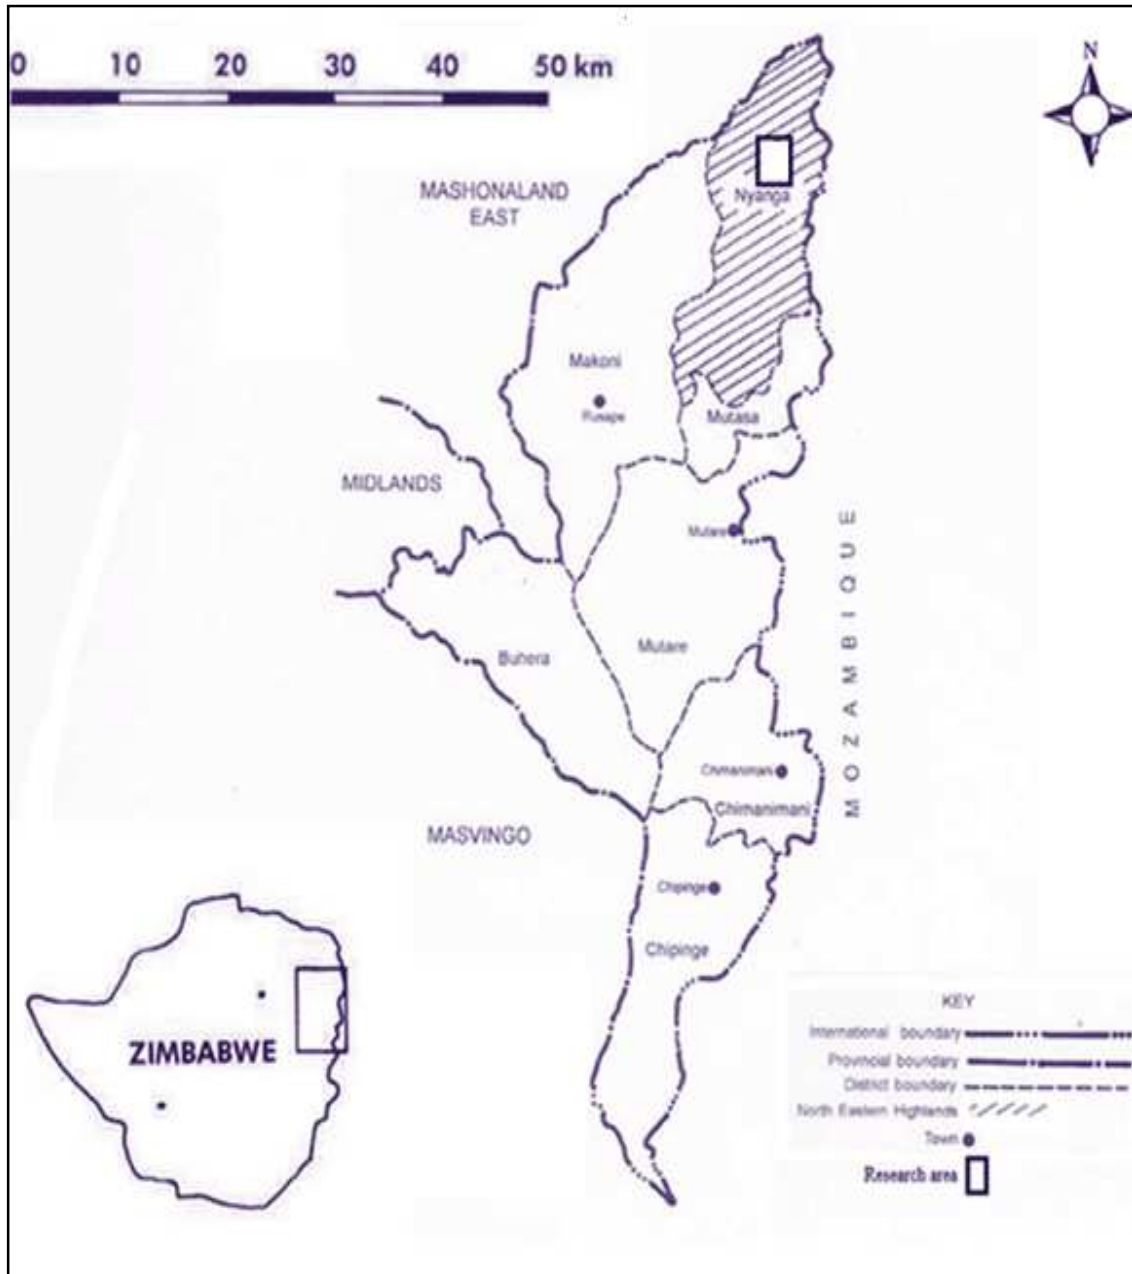 0 10 20 30 40 50 km
N
MASHONALAND
EAST
Nyanga
Makoni
Rusape
Mutasa
MIDLANDS
Mutare
MOZAMBIQUE
Buhera
Mutare
Chimanimani
Chimanimani
MASVINGO
Chipinge
Chipinge
ZIMBABWE
KEY
International boundary
Provincial boundary
District boundary
North Eastern Highlands
Town
Research area